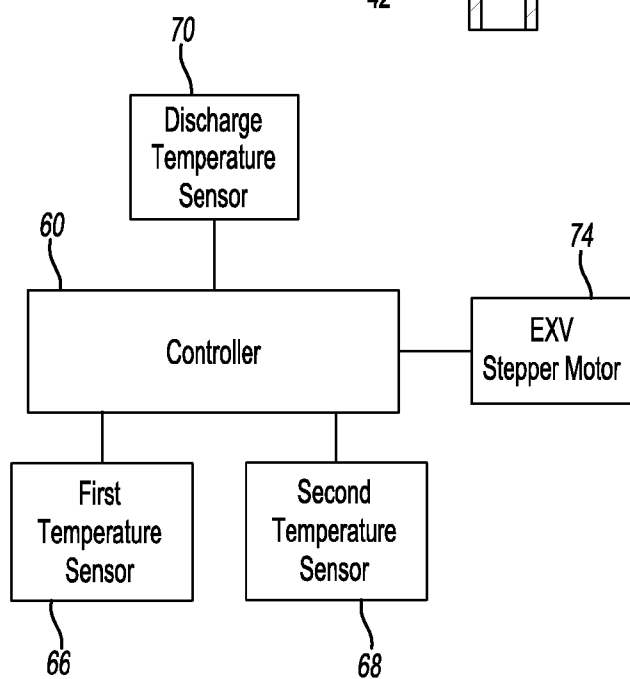 42
70
Discharge
Temperature
Sensor
60
74
Controller
EXV
Stepper Motor
First
Temperature
Sensor
Second
Temperature
Sensor
66
68